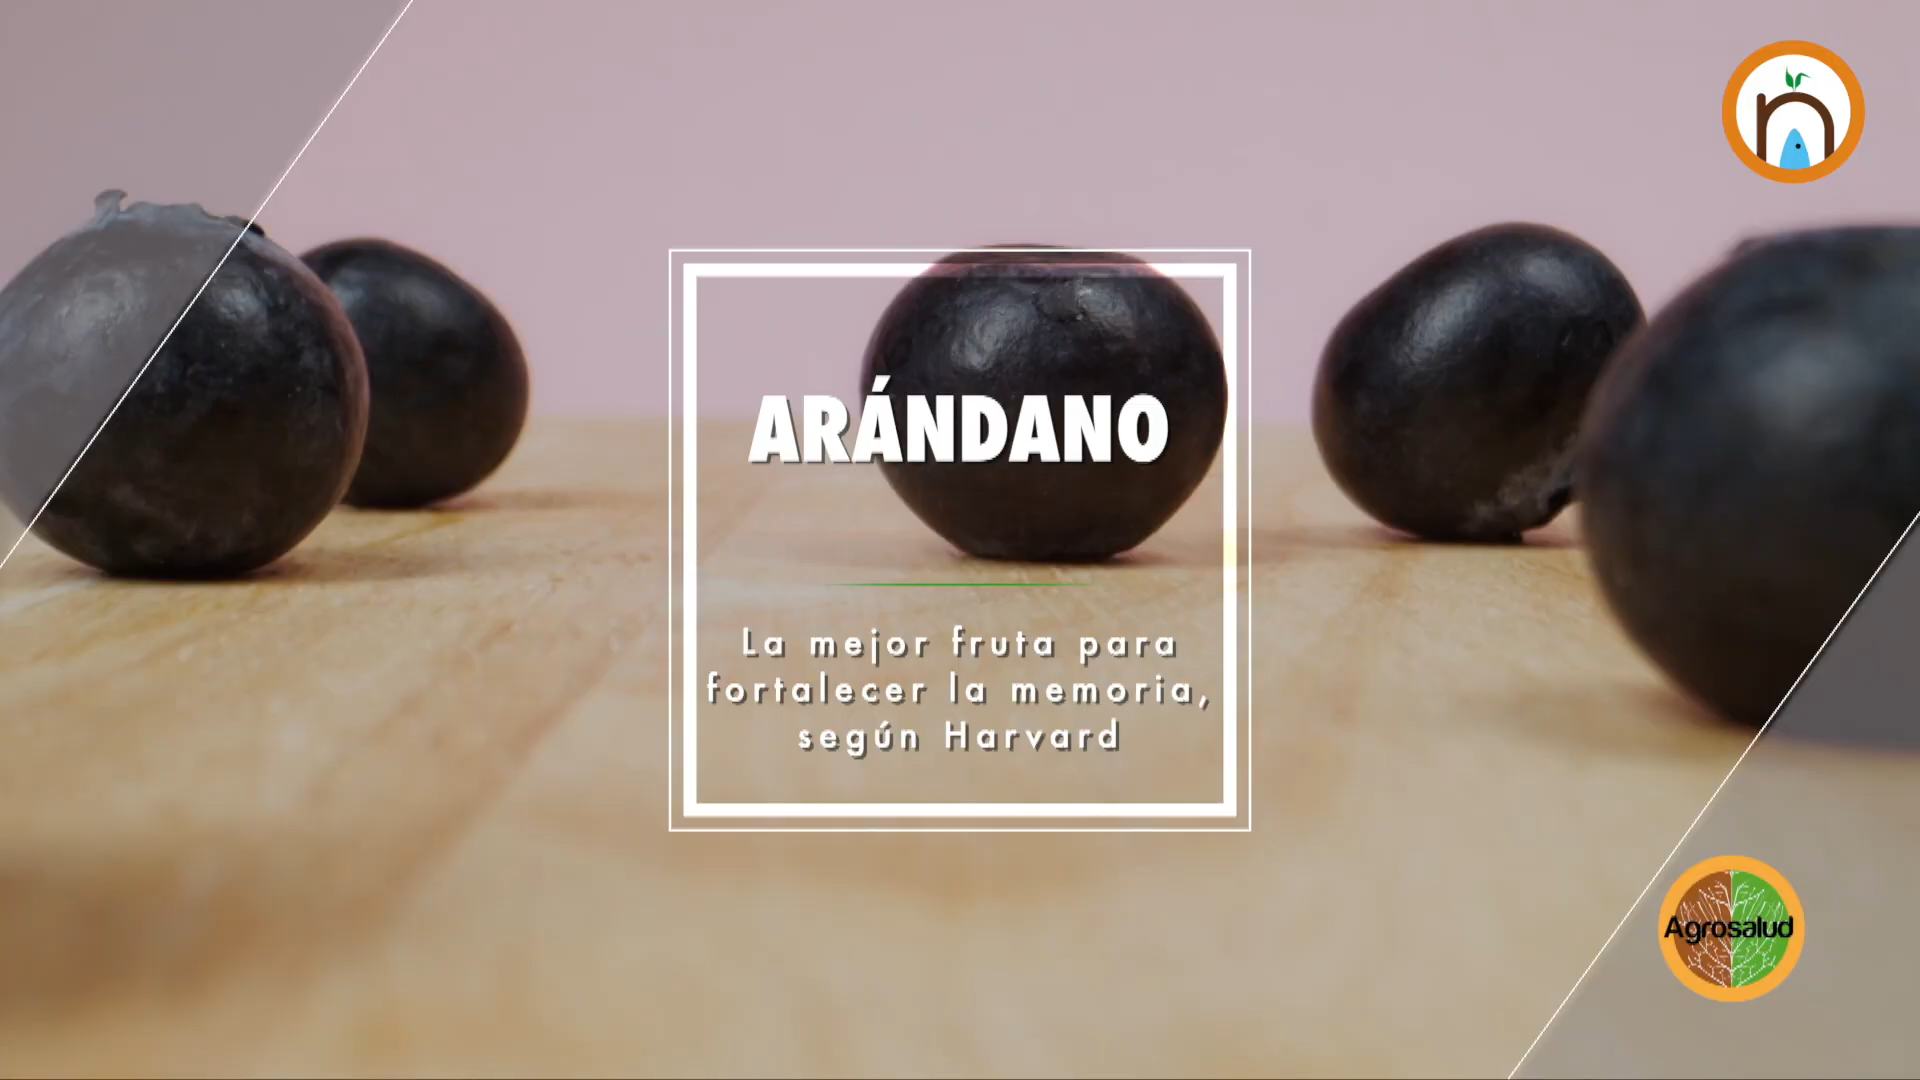 ARÁNDANO
La mejor fruta para
fortalecer la memoria,
según Harvard
Agrosalud